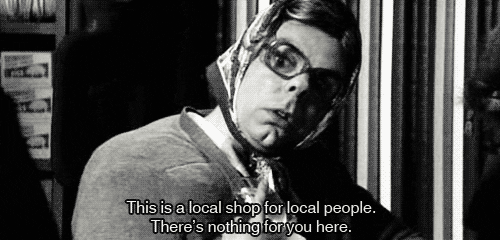 This is a local shop for local people.
There's nothing for you here.